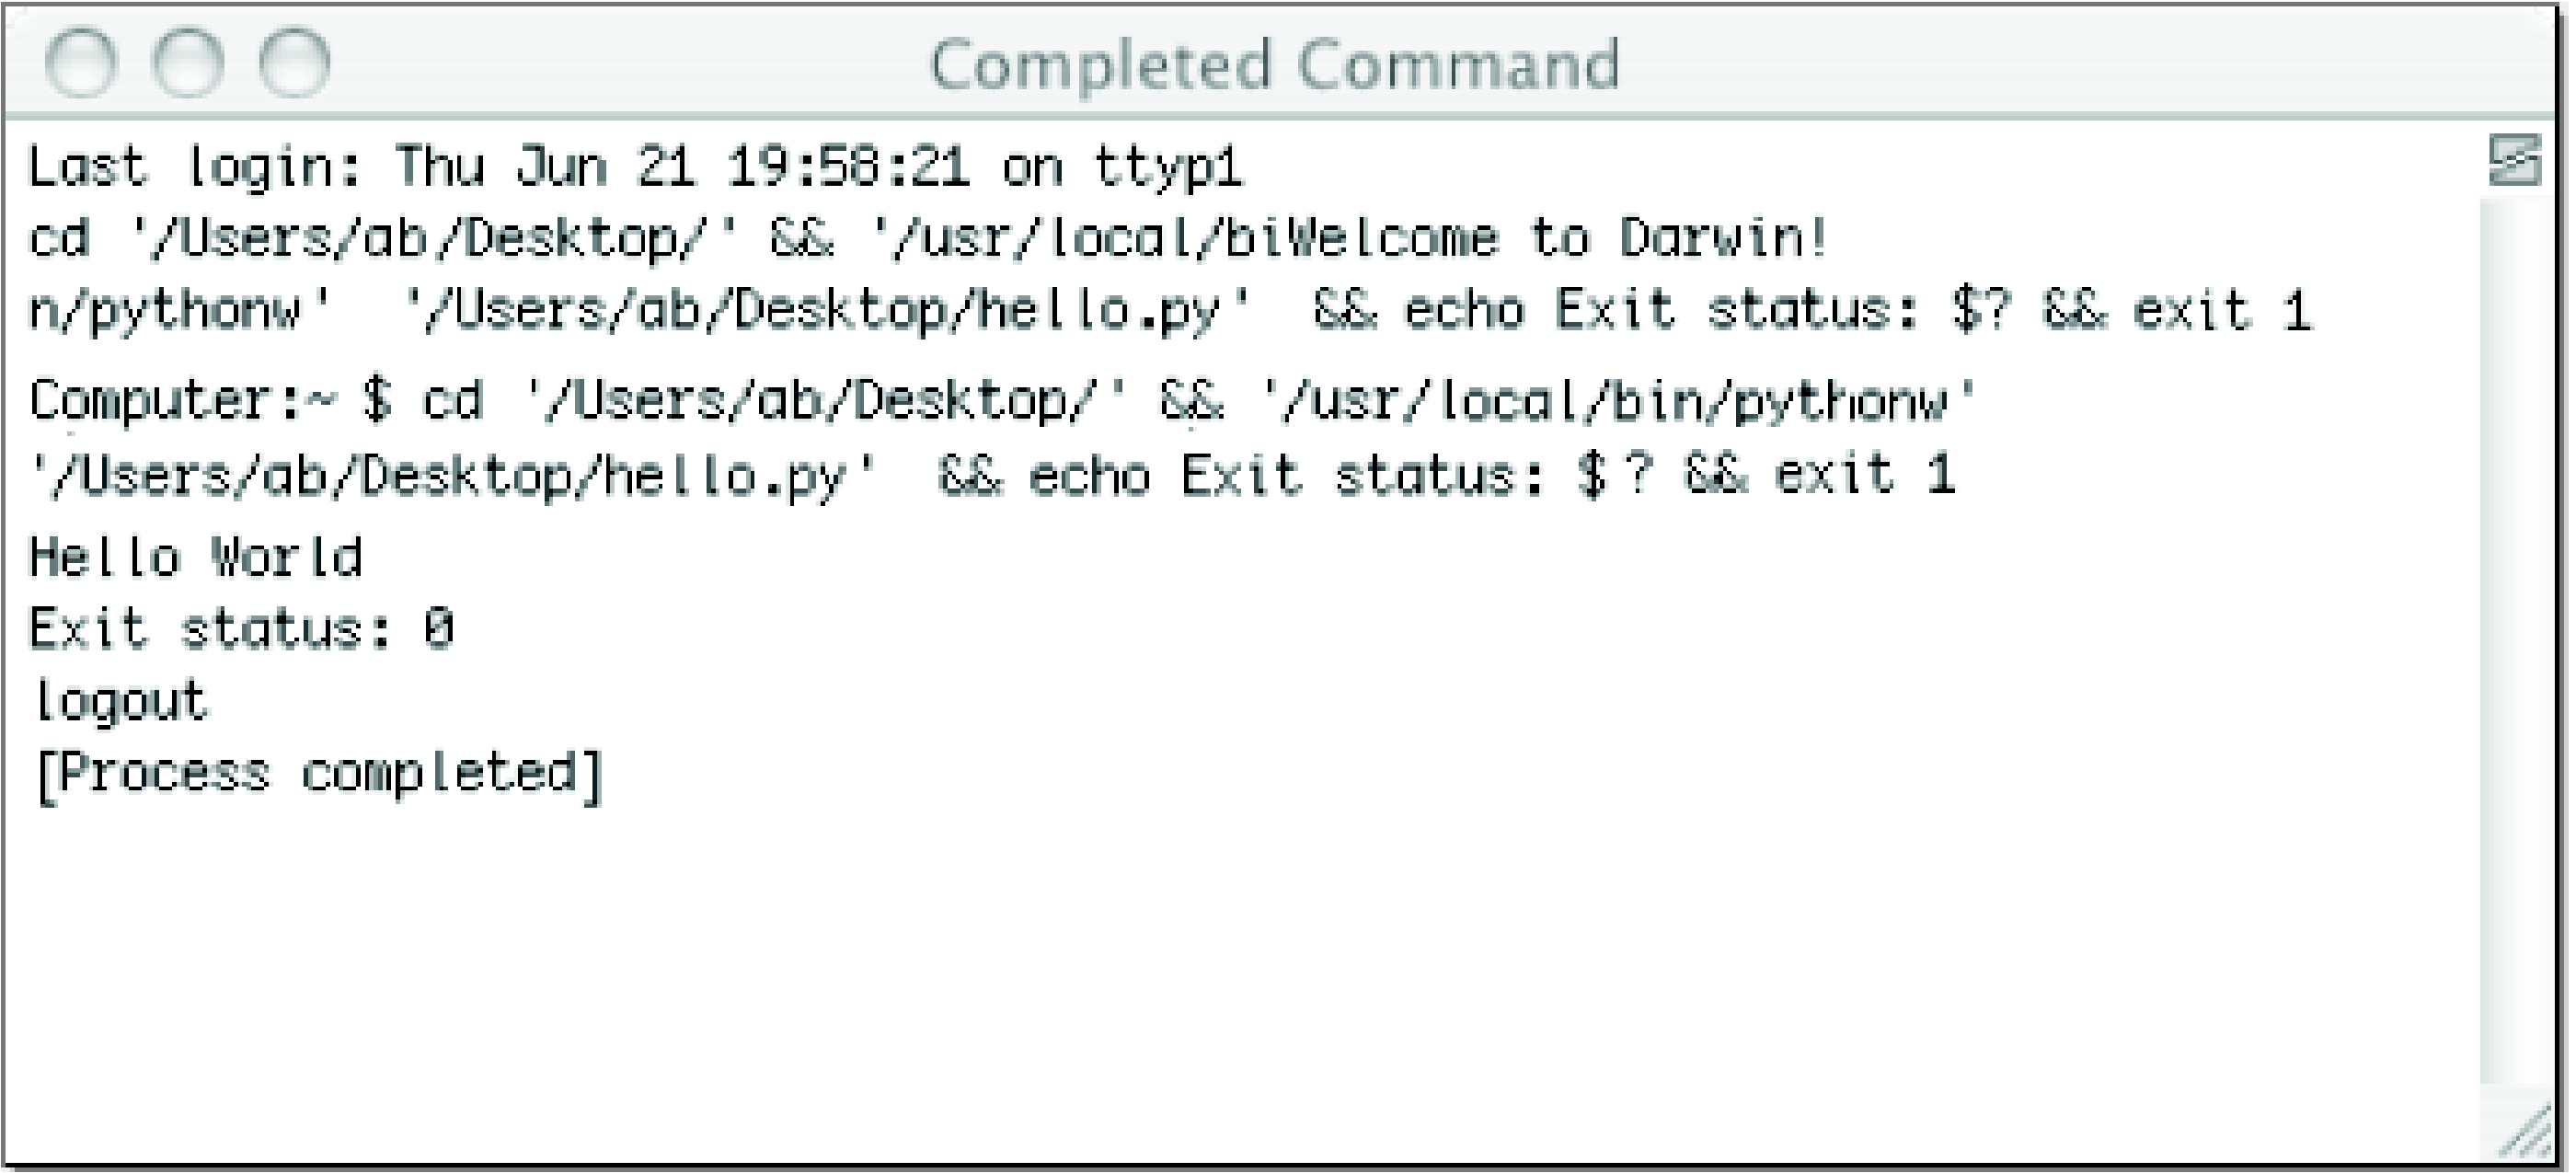 Completed Command
Last login: Thu Jun 21 19:58:21 on ttyp1
cd '/Users/ab/Desktop/' && '/usr/local/biWelcome to Darwin!
n/pythonw'  '/Users/ab/Desktop/hello.py'  && echo Exit status: $? && exit 1
Computer:~ $ cd '/Users/ab/Desktop/' && '/usr/local/bin/pythonw'
'/Users/ab/Desktop/hello.py'  && echo Exit status: $? && exit 1
Hello World
Exit status: 0
logout
[Process completed]